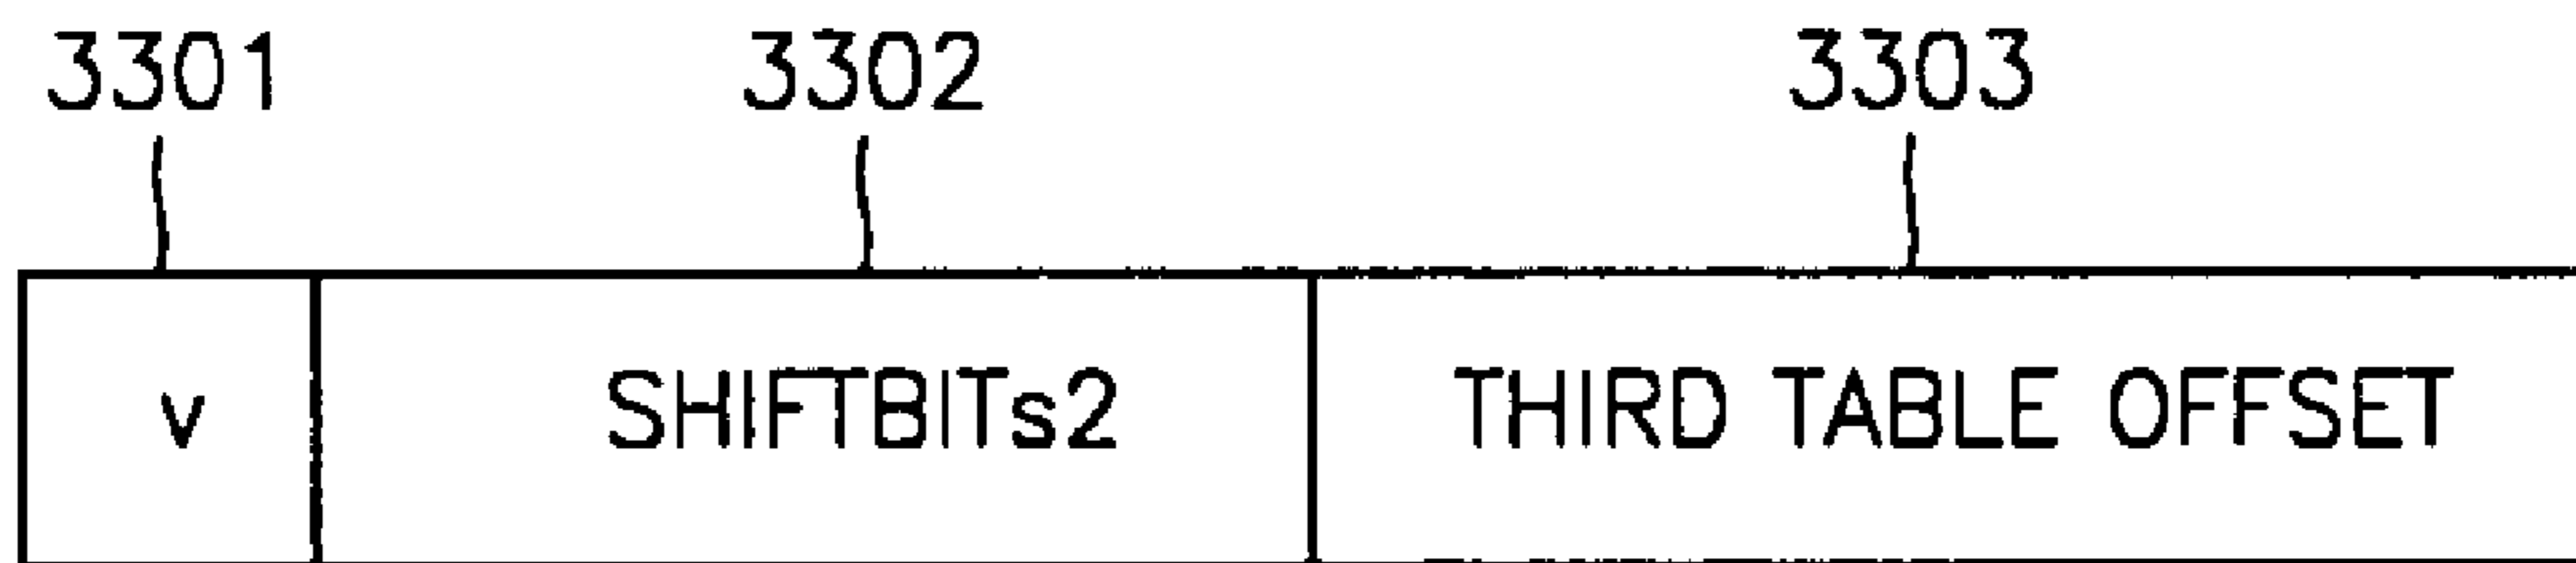 3301 3302 3303
v SHIFTBITs2 THIRD TABLE OFFSET